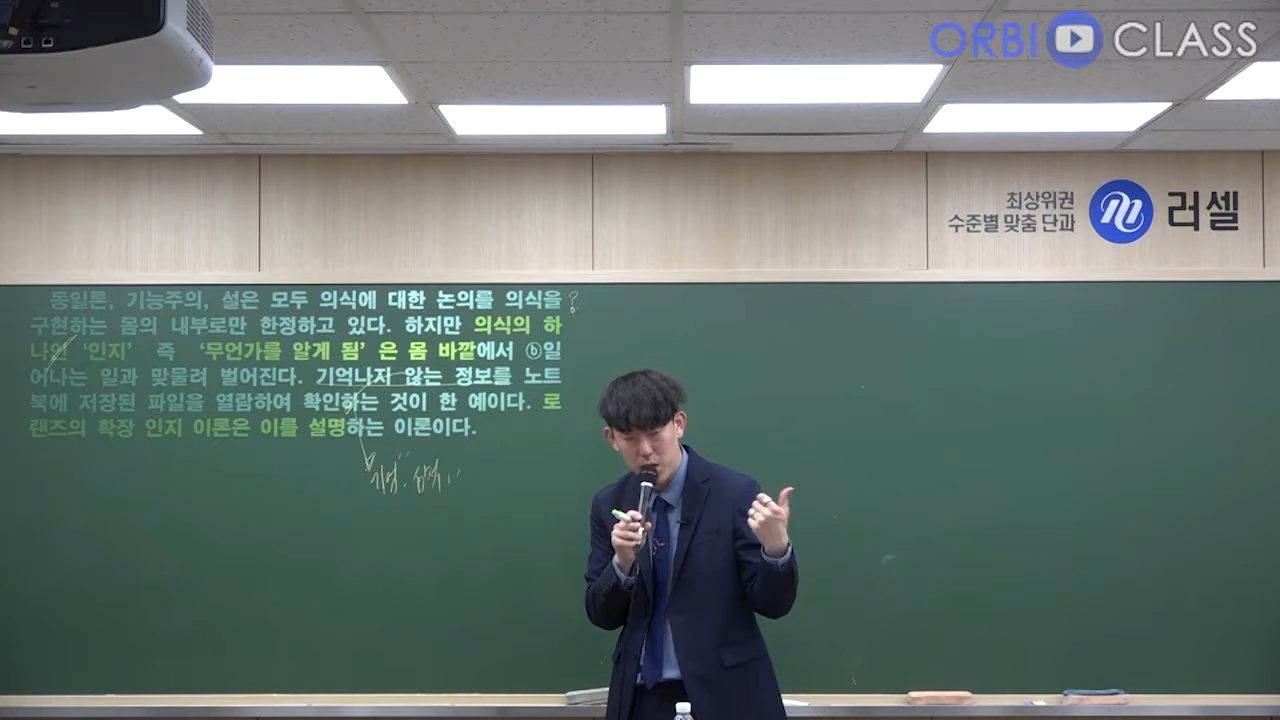 ORBI CLASS
최상위권
수준별 맞춤 단과
러셀
동일론, 기능주의, 설은 모두 의식에 대한 논의를 의식을
구현하는 몸의 내부로만 한정하고 있다. 하지만 의식의 하
나인 ‘인지’ 즉 ‘무언가를 알게 됨’은 몸 바깥에서 ⓑ일
어나는 일과 맞물려 벌어진다. 기억나지 않는 정보를 노트
북에 저장된 파일을 열람하여 확인하는 것이 한 예이다. 로
랜즈의 확장 인지 이론은 이를 설명하는 이론이다.
기억